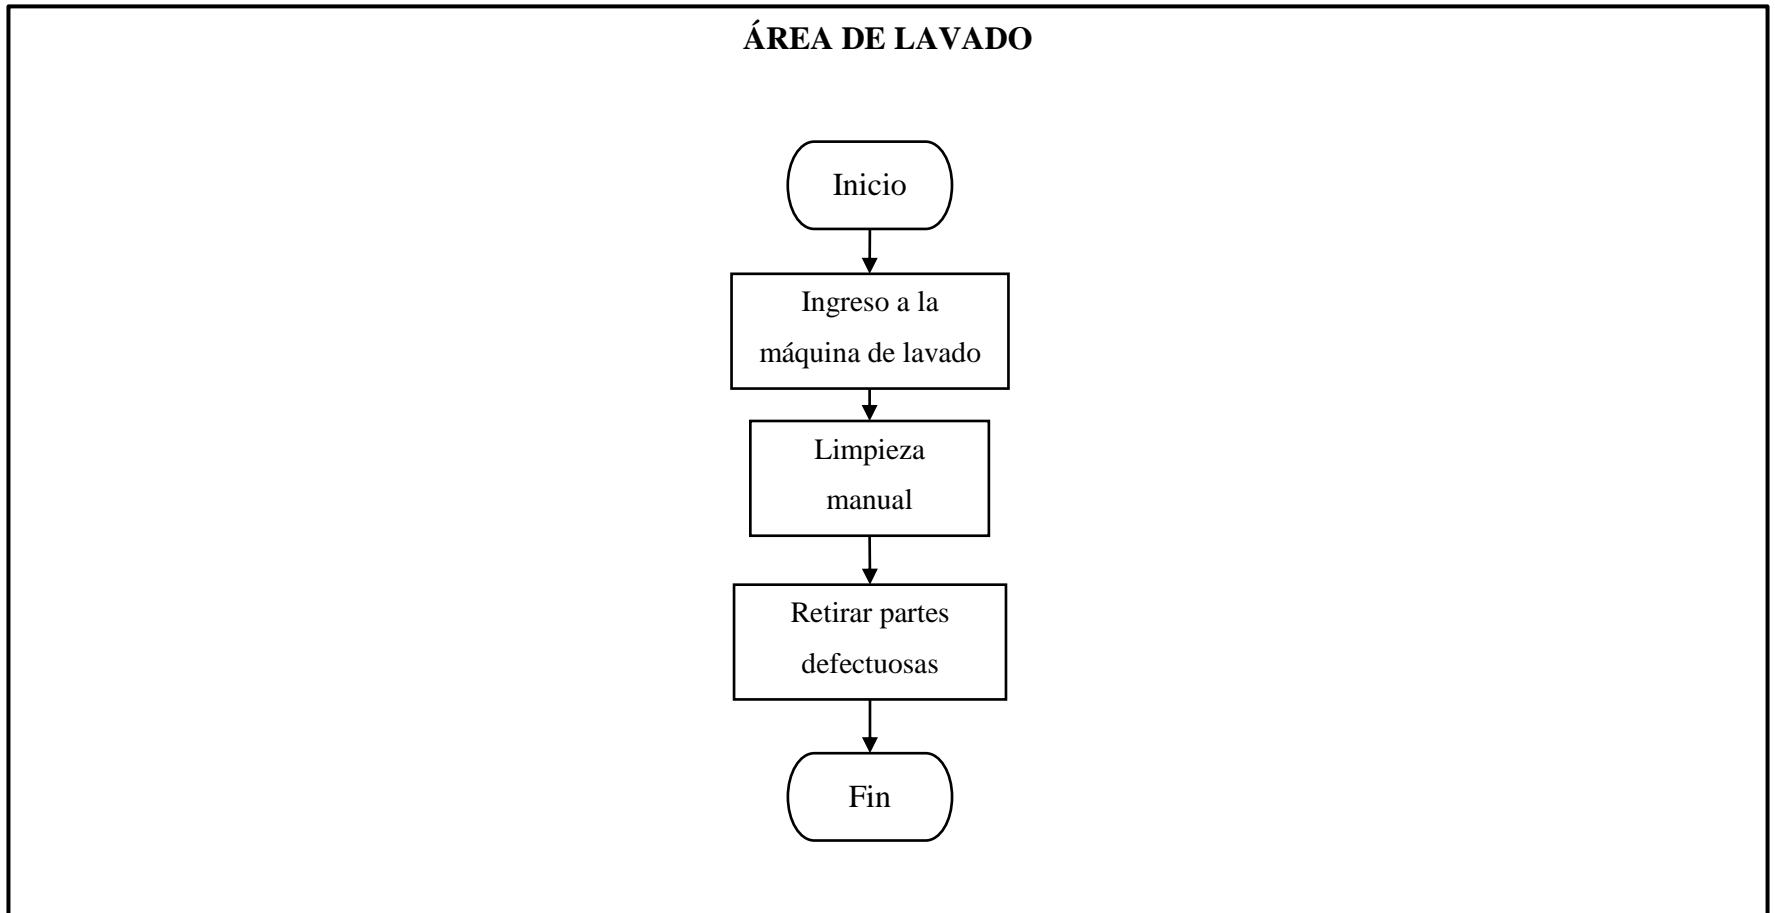 ÁREA DE LAVADO
Inicio
Ingreso a la
máquina de lavado
Limpieza
manual
Retirar partes
defectuosas
Fin